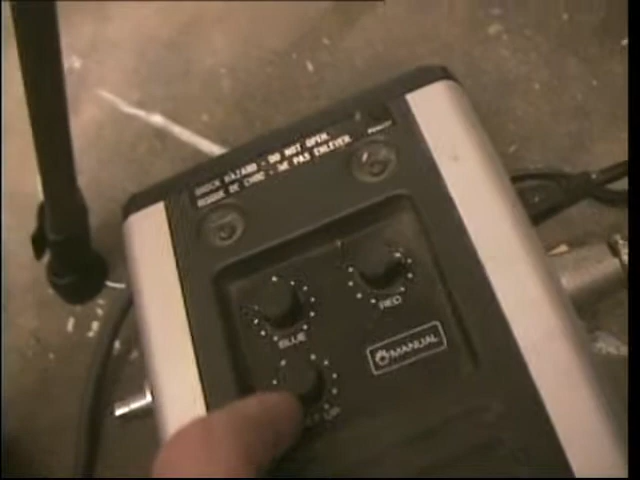 SHOCK HAZARD - DO NOT OPEN.
RISQUE DE CHOC - NE PAS ENLEVER.
BLUE
RED
MANUAL